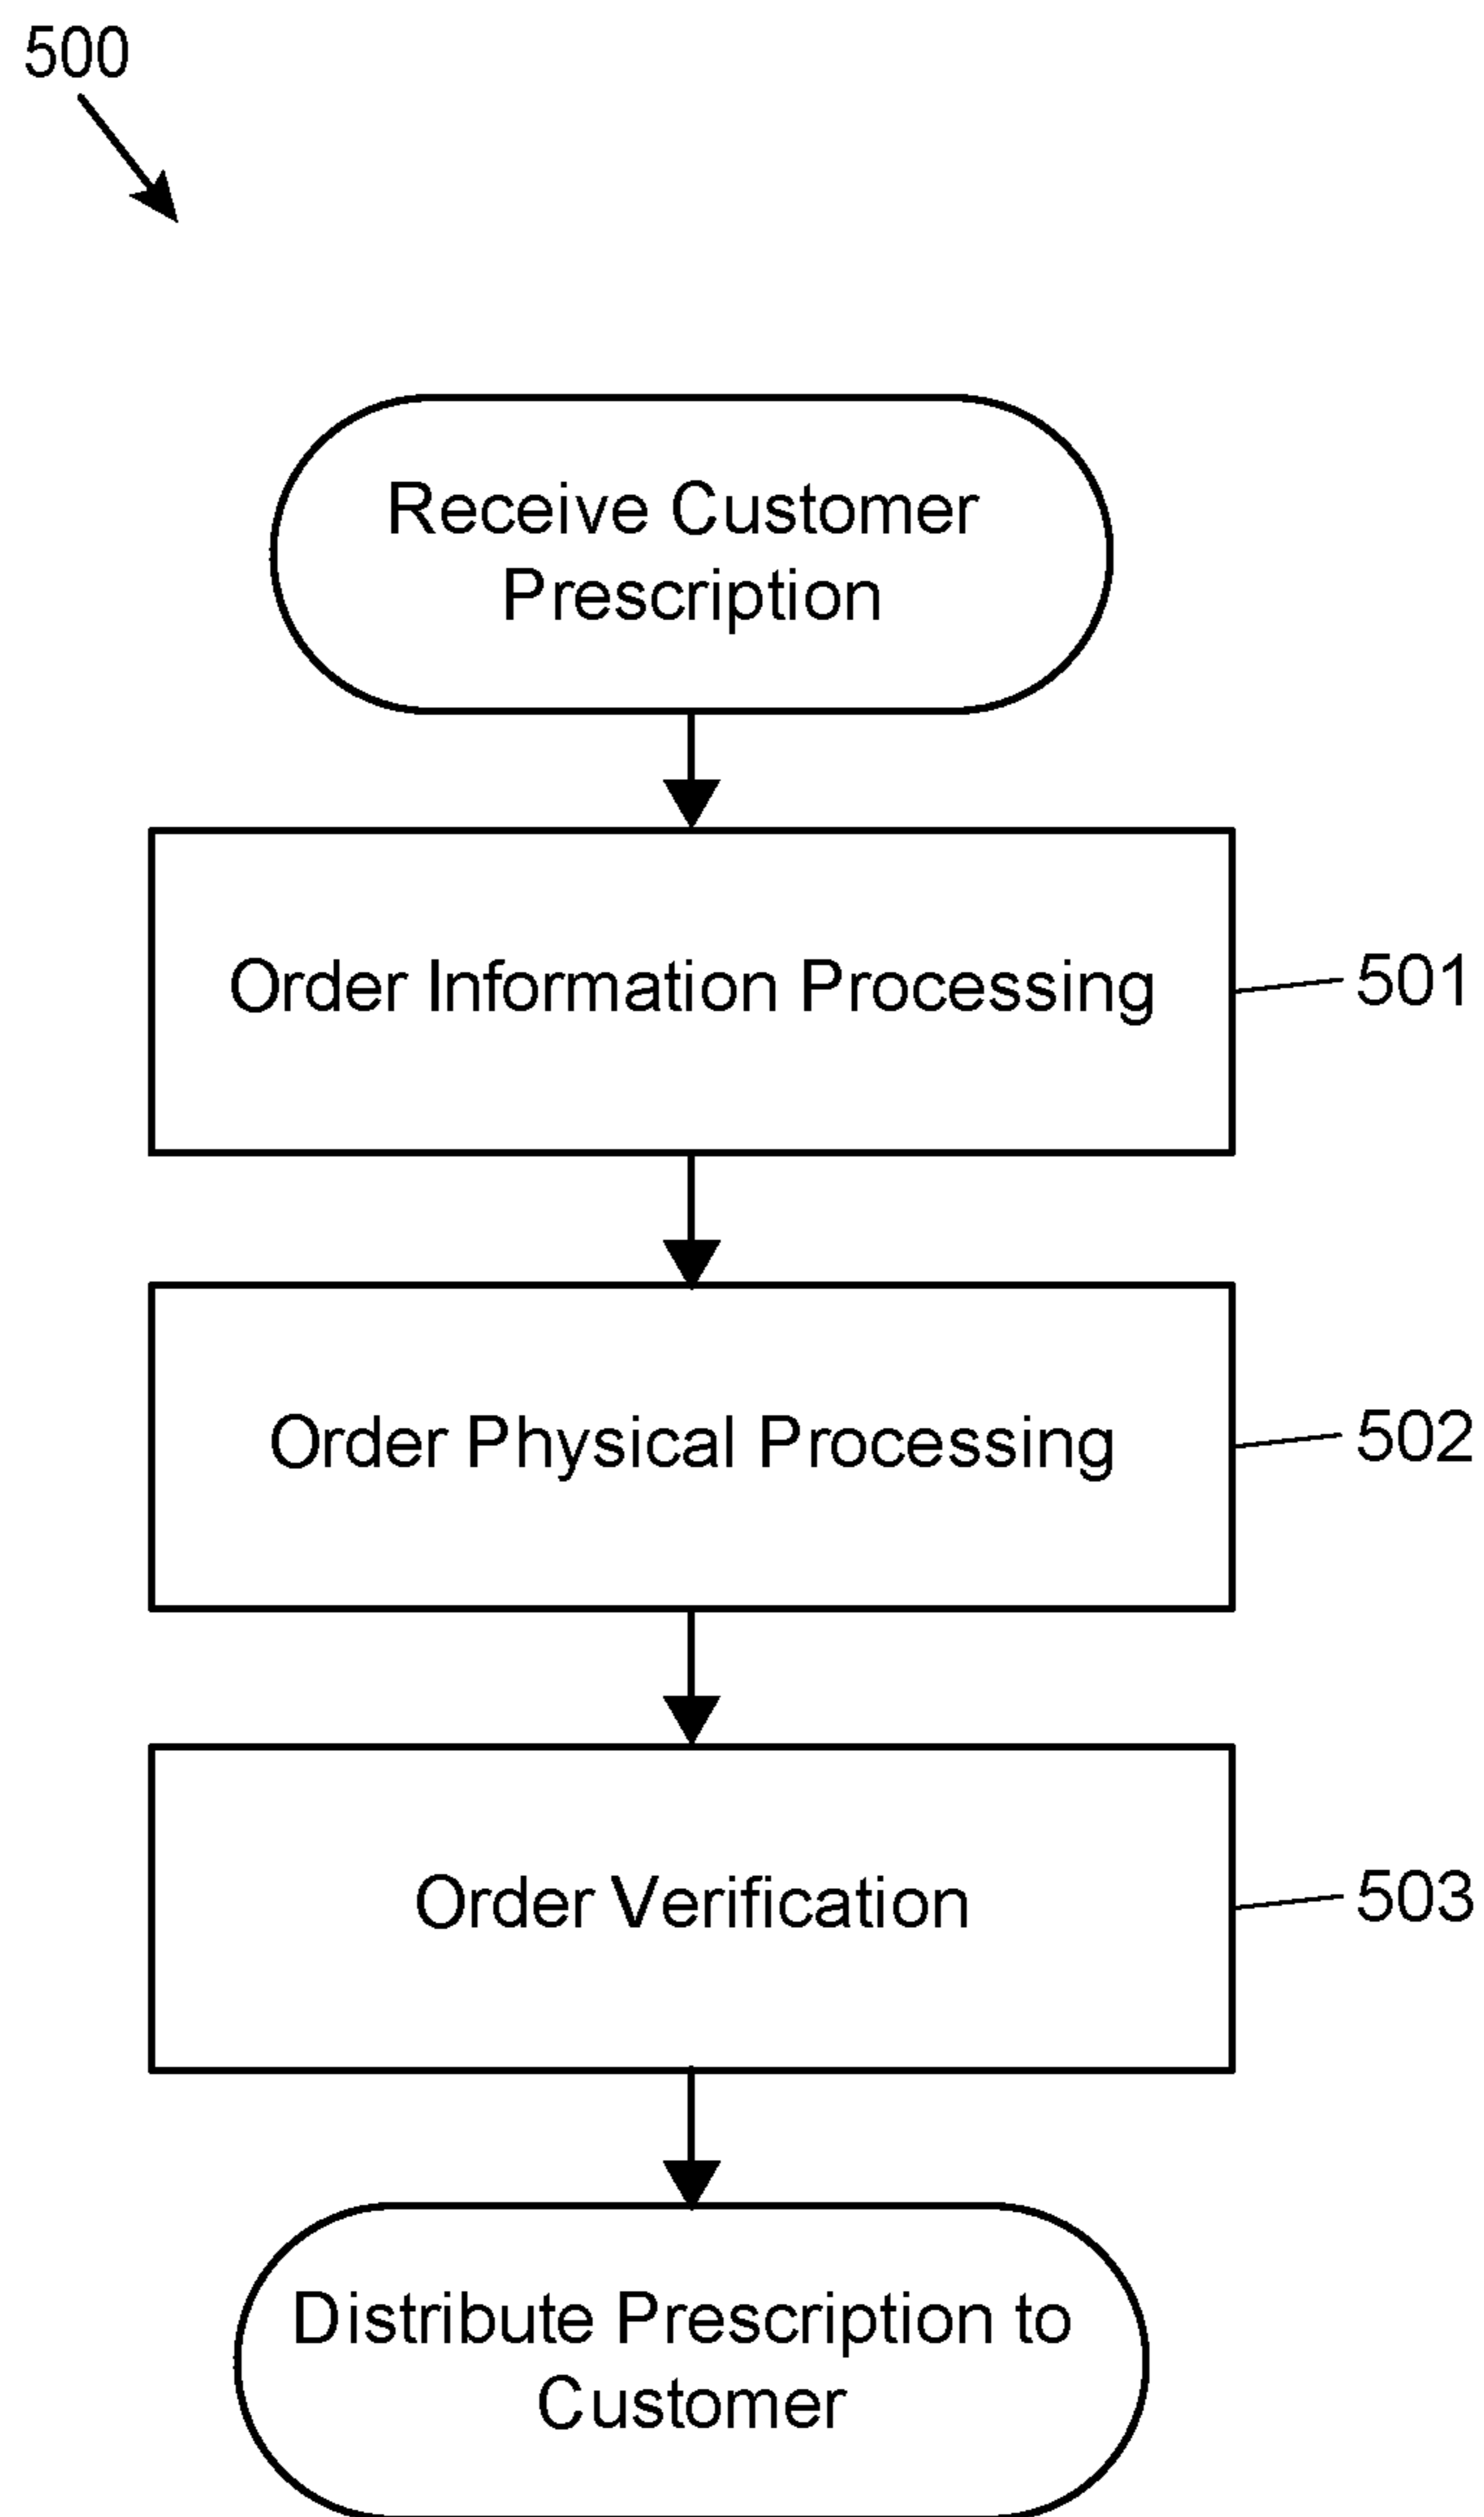 500
Receive Customer
Prescription
Order Information Processing
501
Order Physical Processing
502
Order Verification
503
Distribute Prescription to
Customer